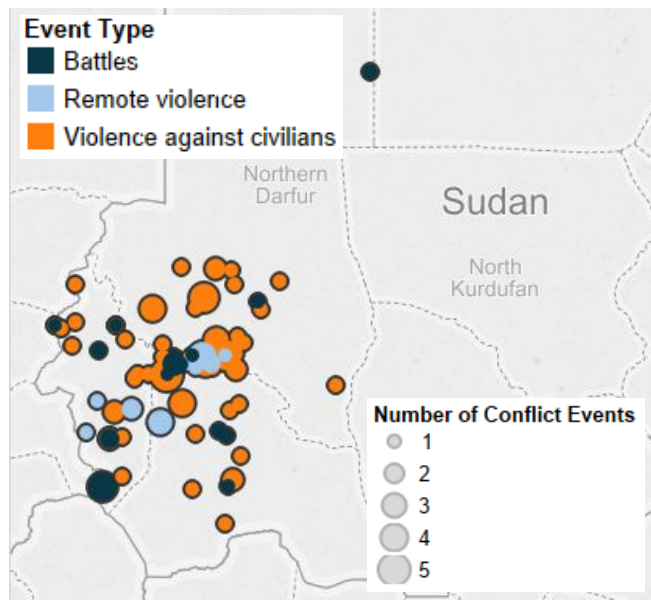 Event Type
Battles
Remote violence
Violence against civilians
Northern
Darfur
Sudan
North
Kurdufan
Number of Conflict Events
1
2
3
4
5